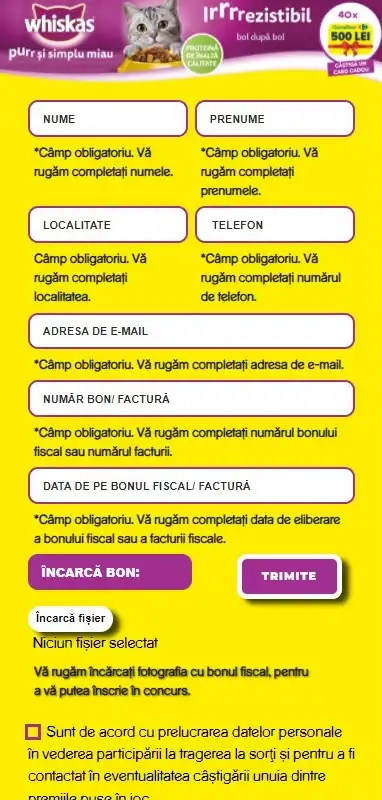 whiskas
purr și simplu miau
Irrrrezistibil
bol după bol
PROTEINĂ
DE ÎNALTĂ
CALITATE
40x
Carrefour
500 LEI
CÂȘTIGĂ UN
CARD CADOU
NUME
PRENUME
*Câmp obligatoriu. Vă
rugăm completați numele.
*Câmp obligatoriu. Vă
rugăm completați
prenumele.
LOCALITATE
TELEFON
Câmp obligatoriu. Vă
rugăm completați
localitatea.
*Câmp obligatoriu. Vă
rugăm completați numărul
de telefon.
ADRESA DE E-MAIL
*Câmp obligatoriu. Vă rugăm completați adresa de e-mail.
NUMĂR BON/ FACTURĂ
*Câmp obligatoriu. Vă rugăm completați numărul bonului
fiscal sau numărul facturii.
DATA DE PE BONUL FISCAL/ FACTURĂ
*Câmp obligatoriu. Vă rugăm completați data de eliberare
a bonului fiscal sau a facturii fiscale.
ÎNCARCĂ BON:
TRIMITE
Încarcă fișier
Niciun fișier selectat
Vă rugăm încărcați fotografia cu bonul fiscal, pentru
a vă putea înscrie în concurs.
Sunt de acord cu prelucrarea datelor personale
în vederea participării la tragerea la sorți și pentru a fi
contactat în eventualitatea câștigării unuia dintre
premiile puse în joc